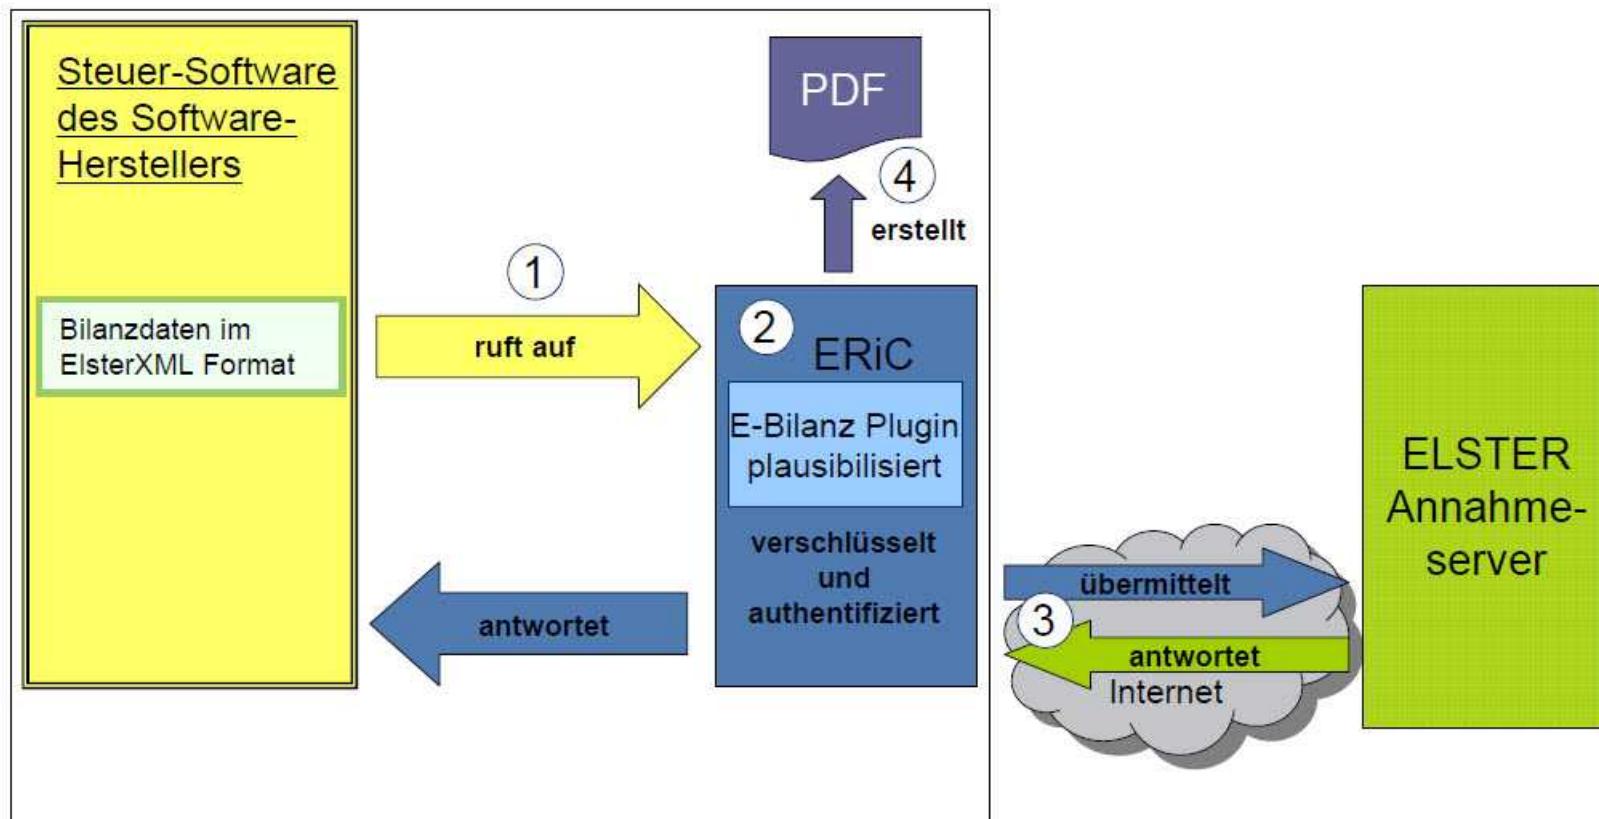 Steuer-Software
des Software-
Herstellers
Bilanzdaten im
ElsterXML Format
1
ruft auf
antwortet
PDF
4
erstellt
2
ERiC
E-Bilanz Plugin
plausibilisiert
verschlüsselt
und
authentifiziert
übermittelt
3
antwortet
Internet
ELSTER
Annahme-
server